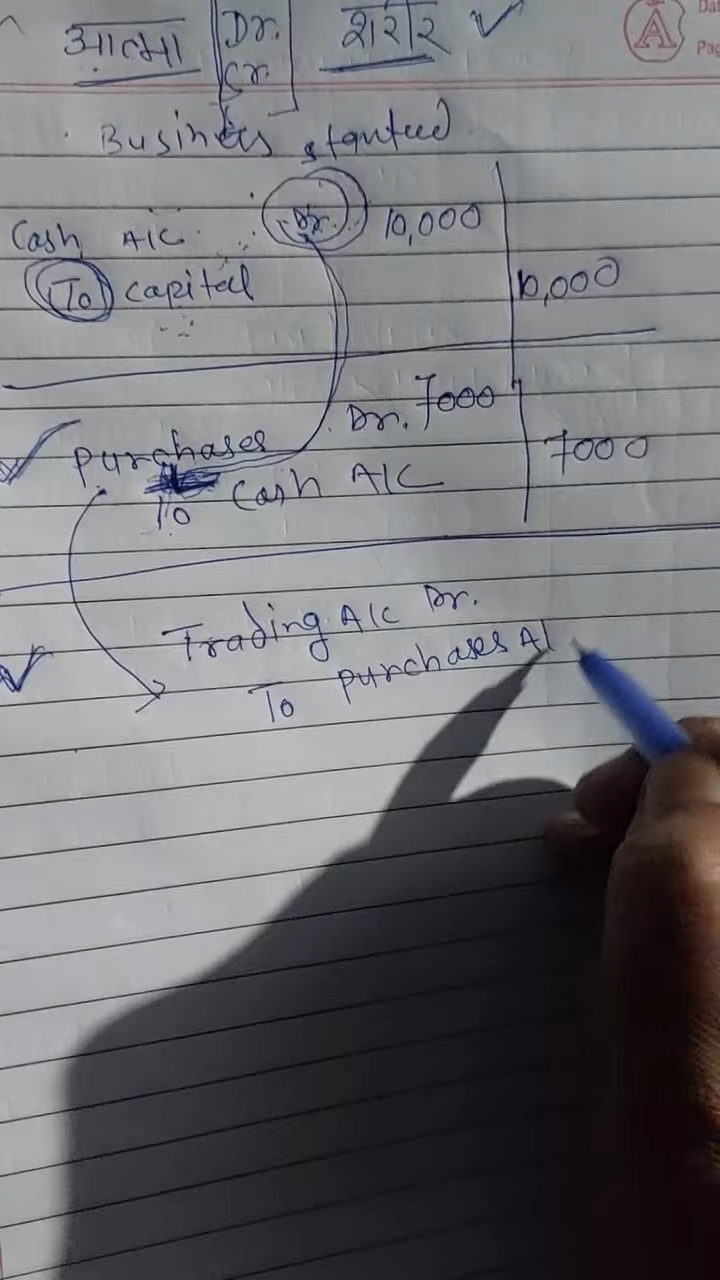 आत्मा Dr. Cr. शरीर
Business started
Cash A/C Dr. 10,000
To capital 10,000
Purchases Dr. 7000
To Cash A/C 7000
Trading A/C Dr.
To purchases A/
A